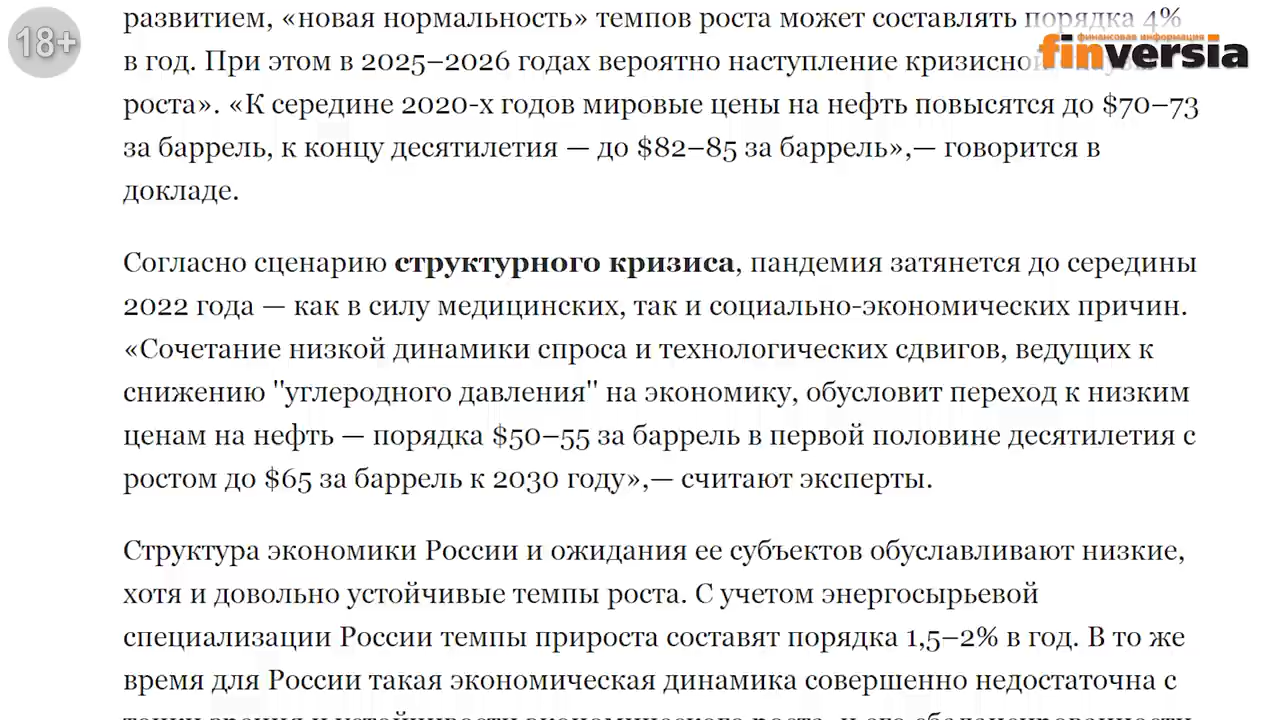 развитием, «новая нормальность» темпов роста может составлять порядка 4%
18+
финансовая информация
finversia
в год. При этом в 2025–2026 годах вероятно наступление кризисной
роста». «К середине 2020-х годов мировые цены на нефть повысятся до $70–73
за баррель, к концу десятилетия — до $82–85 за баррель»,— говорится в
докладе.
Согласно сценарию структурного кризиса, пандемия затянется до середины
2022 года — как в силу медицинских, так и социально-экономических причин.
«Сочетание низкой динамики спроса и технологических сдвигов, ведущих к
снижению "углеродного давления" на экономику, обусловит переход к низким
ценам на нефть — порядка $50–55 за баррель в первой половине десятилетия с
ростом до $65 за баррель к 2030 году»,— считают эксперты.
Структура экономики России и ожидания ее субъектов обуславливают низкие,
хотя и довольно устойчивые темпы роста. С учетом энергосырьевой
специализации России темпы прироста составят порядка 1,5–2% в год. В то же
время для России такая экономическая динамика совершенно недостаточна с